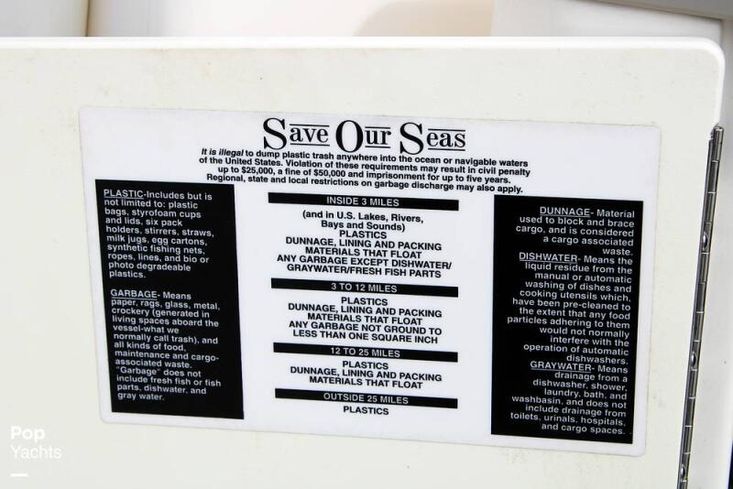 Save Our Seas
It is illegal to dump plastic trash anywhere into the ocean or navigable waters
of the United States. Violation of these requirements may result in civil penalty
up to $25,000, a fine of $50,000 and imprisonment for up to five years.
Regional, state and local restrictions on garbage discharge may also apply.
PLASTIC-Includes but is
not limited to: plastic
bags, styrofoam cups
and lids, six pack
holders, stirrers, straws,
milk jugs, egg cartons,
synthetic fishing nets,
ropes, lines, and bio or
photo degradeable
plastics.
GARBAGE- Means
paper, rags, glass, metal,
crockery (generated in
living spaces aboard the
vessel-what we
normally call trash), and
all kinds of food,
maintenance and cargo-
associated waste.
"Garbage" does not
include fresh fish or fish
parts, dishwater, and
gray water.
INSIDE 3 MILES
(and in U.S. Lakes, Rivers,
Bays and Sounds)
PLASTICS
DUNNAGE, LINING AND PACKING
MATERIALS THAT FLOAT
ANY GARBAGE EXCEPT DISHWATER/
GRAYWATER/FRESH FISH PARTS
3 TO 12 MILES
PLASTICS
DUNNAGE, LINING AND PACKING
MATERIALS THAT FLOAT
ANY GARBAGE NOT GROUND TO
LESS THAN ONE SQUARE INCH
12 TO 25 MILES
PLASTICS
DUNNAGE, LINING AND PACKING
MATERIALS THAT FLOAT
OUTSIDE 25 MILES
PLASTICS
DUNNAGE- Material
used to block and brace
cargo, and is considered
a cargo associated
waste.
DISHWATER- Means the
liquid residue from the
manual or automatic
washing of dishes and
cooking utensils which,
have been pre-cleaned to
the extent that any food
particles adhering to them
would not normally
interfere with the
operation of automatic
dishwashers.
GRAYWATER- Means
drainage from a
dishwasher, shower,
laundry, bath, and
washbasin, and does not
include drainage from
toilets, urinals, hospitals,
and cargo spaces.
Pop
Yachts